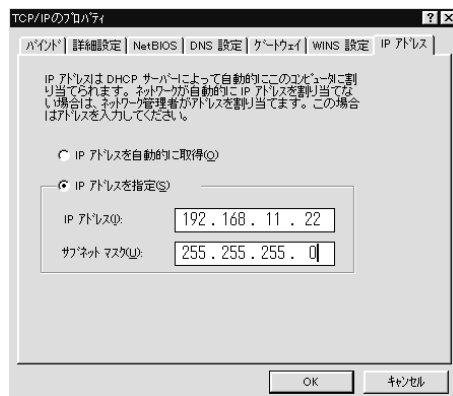 TCP/IPのプロパティ
バインド 詳細設定 NetBIOS DNS 設定 ゲートウェイ WINS 設定 IP アドレス
IP アドレスは DHCP サーバーによって自動的にこのコンピュータに割
り当てられます。ネットワークが自動的に IP アドレスを割り当てな
い場合は、ネットワーク管理者がアドレスを割り当てます。この場合
はアドレスを入力してください。
IP アドレスを自動的に取得(O)
IP アドレスを指定(S)
IP アドレス(I): 192 . 168 . 11 . 22
サブネット マスク(U): 255 . 255 . 255 . 0
OK キャンセル